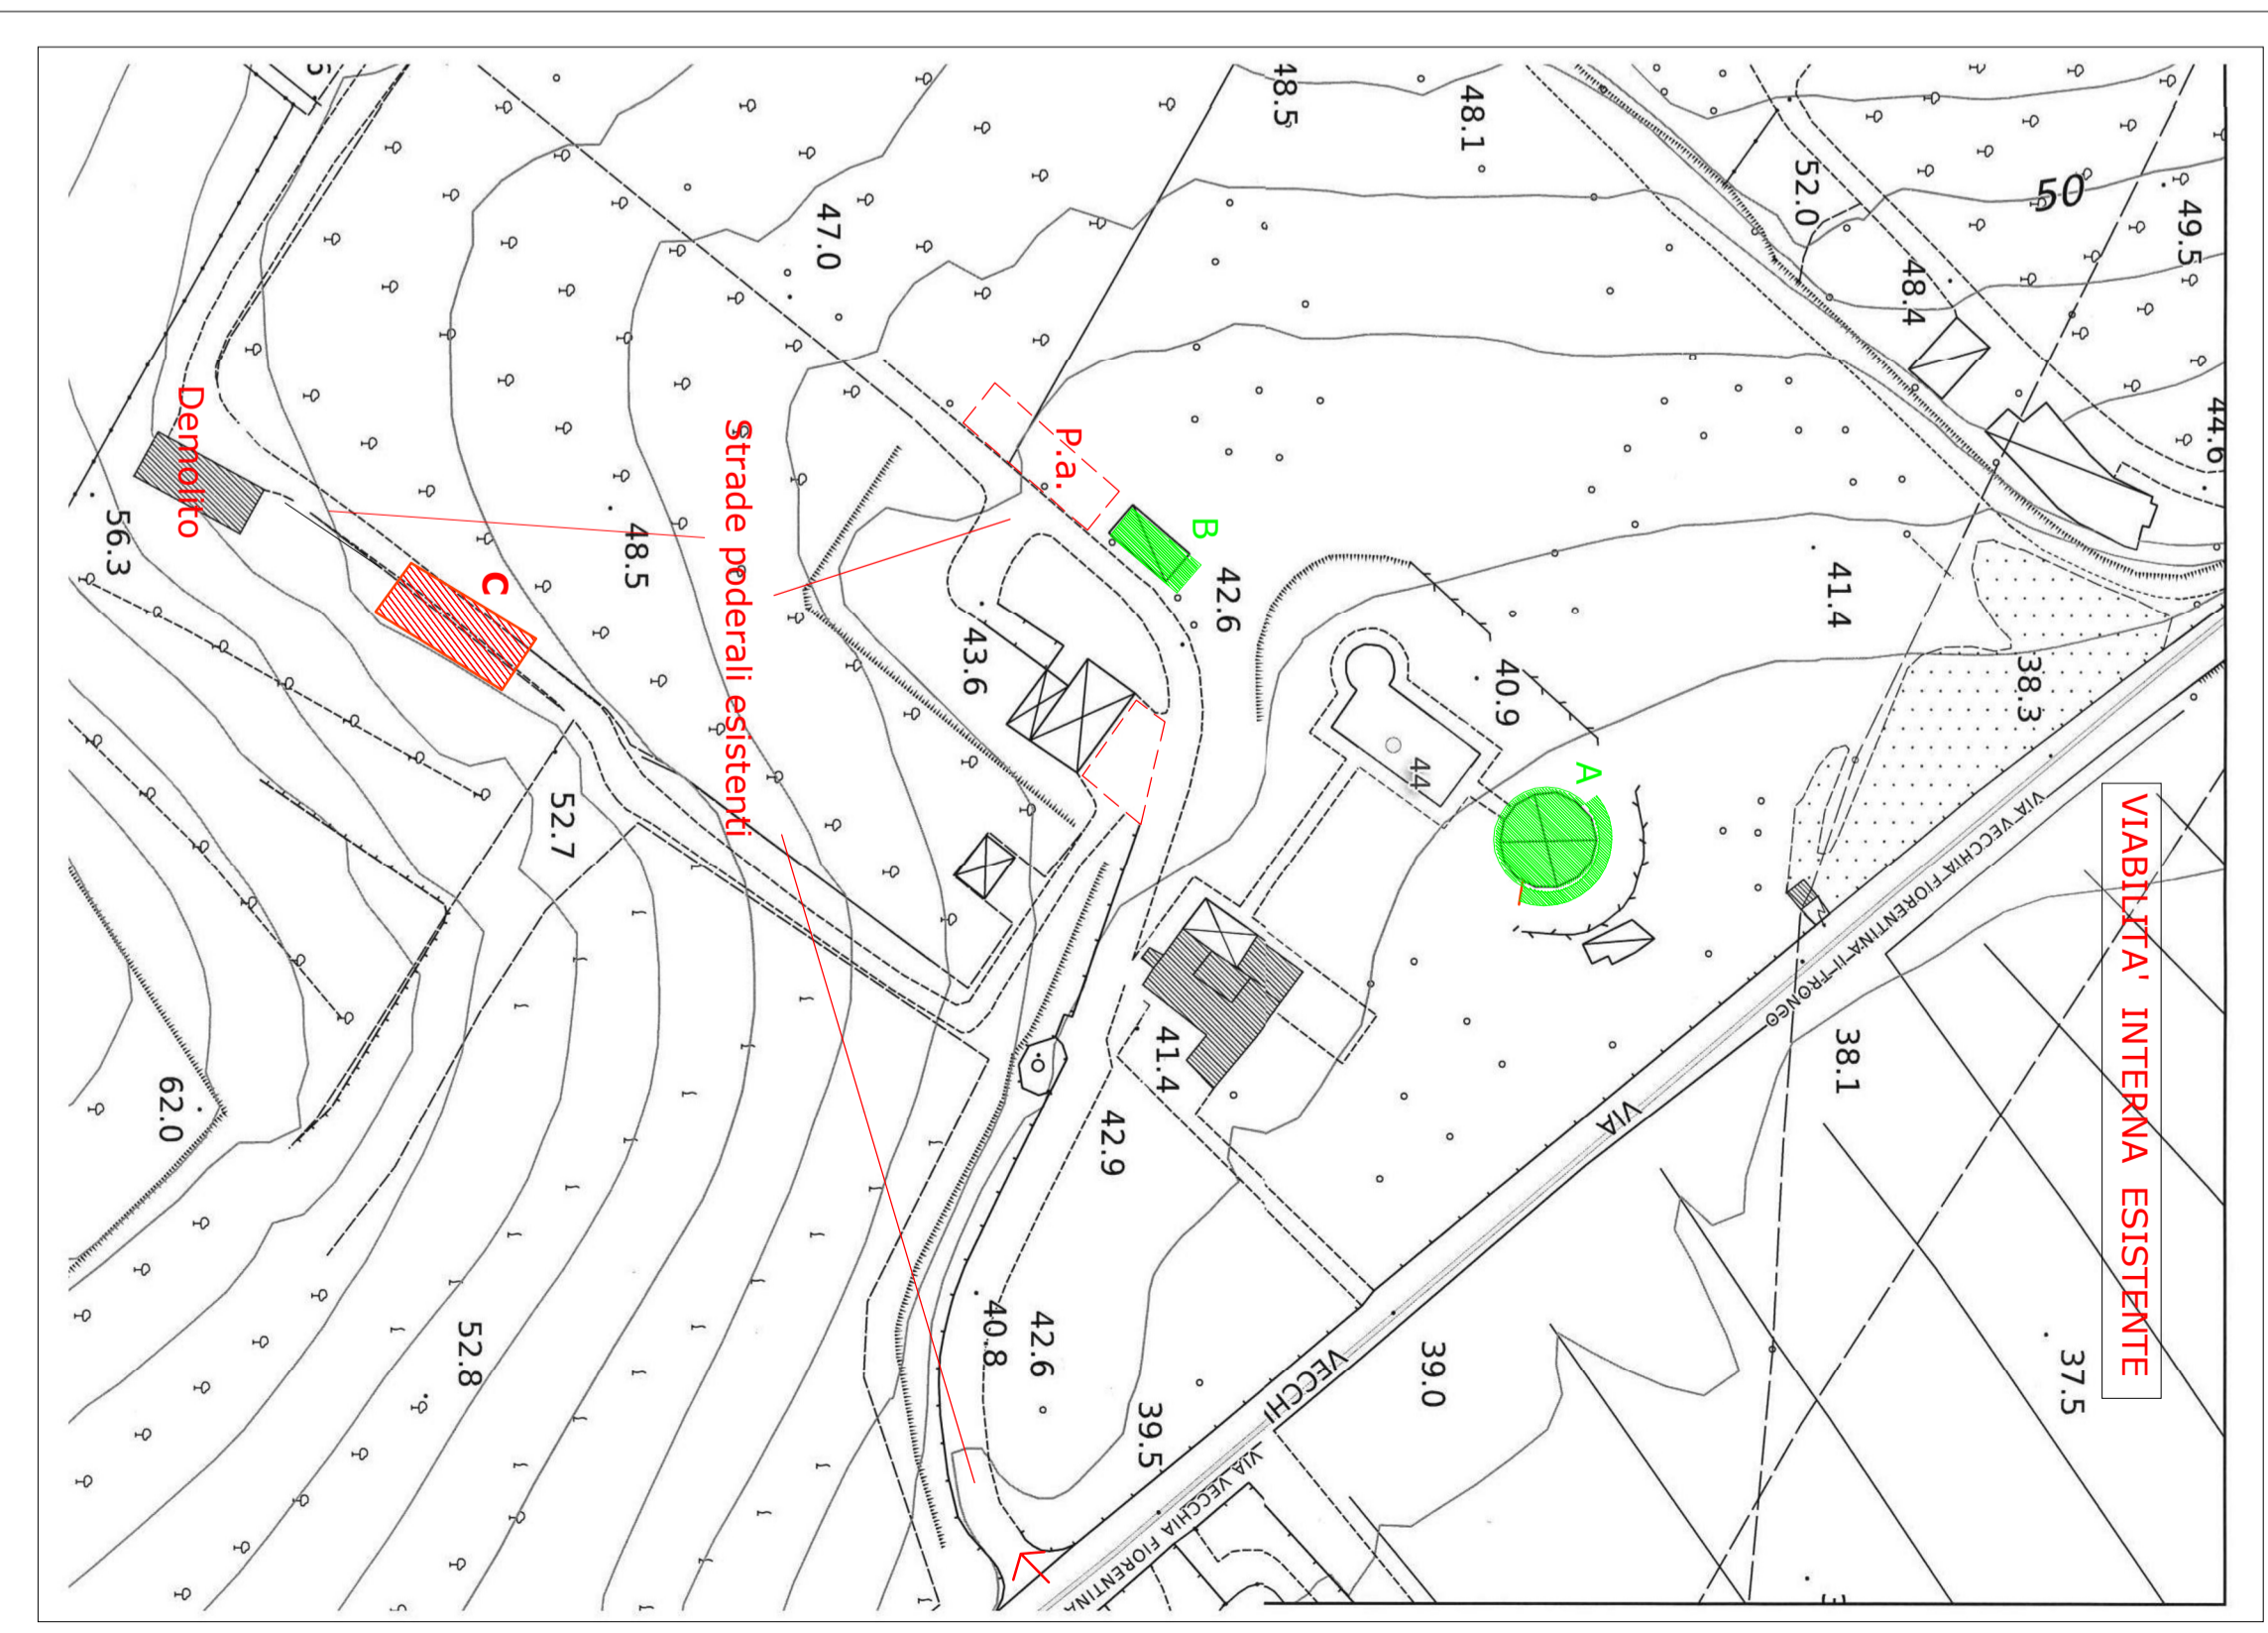 VIABILITA' INTERNA ESISTENTE
49.5
44.6
50
48.4
52.0
48.1
48.5
38.3
41.4
40.9
A
44
42.6
B
P.a.
47.0
43.6
Strade poderali esistenti
48.5
C
Demolito
56.3
52.7
62.0
52.8
41.4
42.9
42.6
40.8
39.5
39.0
38.1
37.5
VIA VECCHIA FIORENTINA II TRONCO
VIA
VECCHI
VIA VECCHIA FIORENTINA